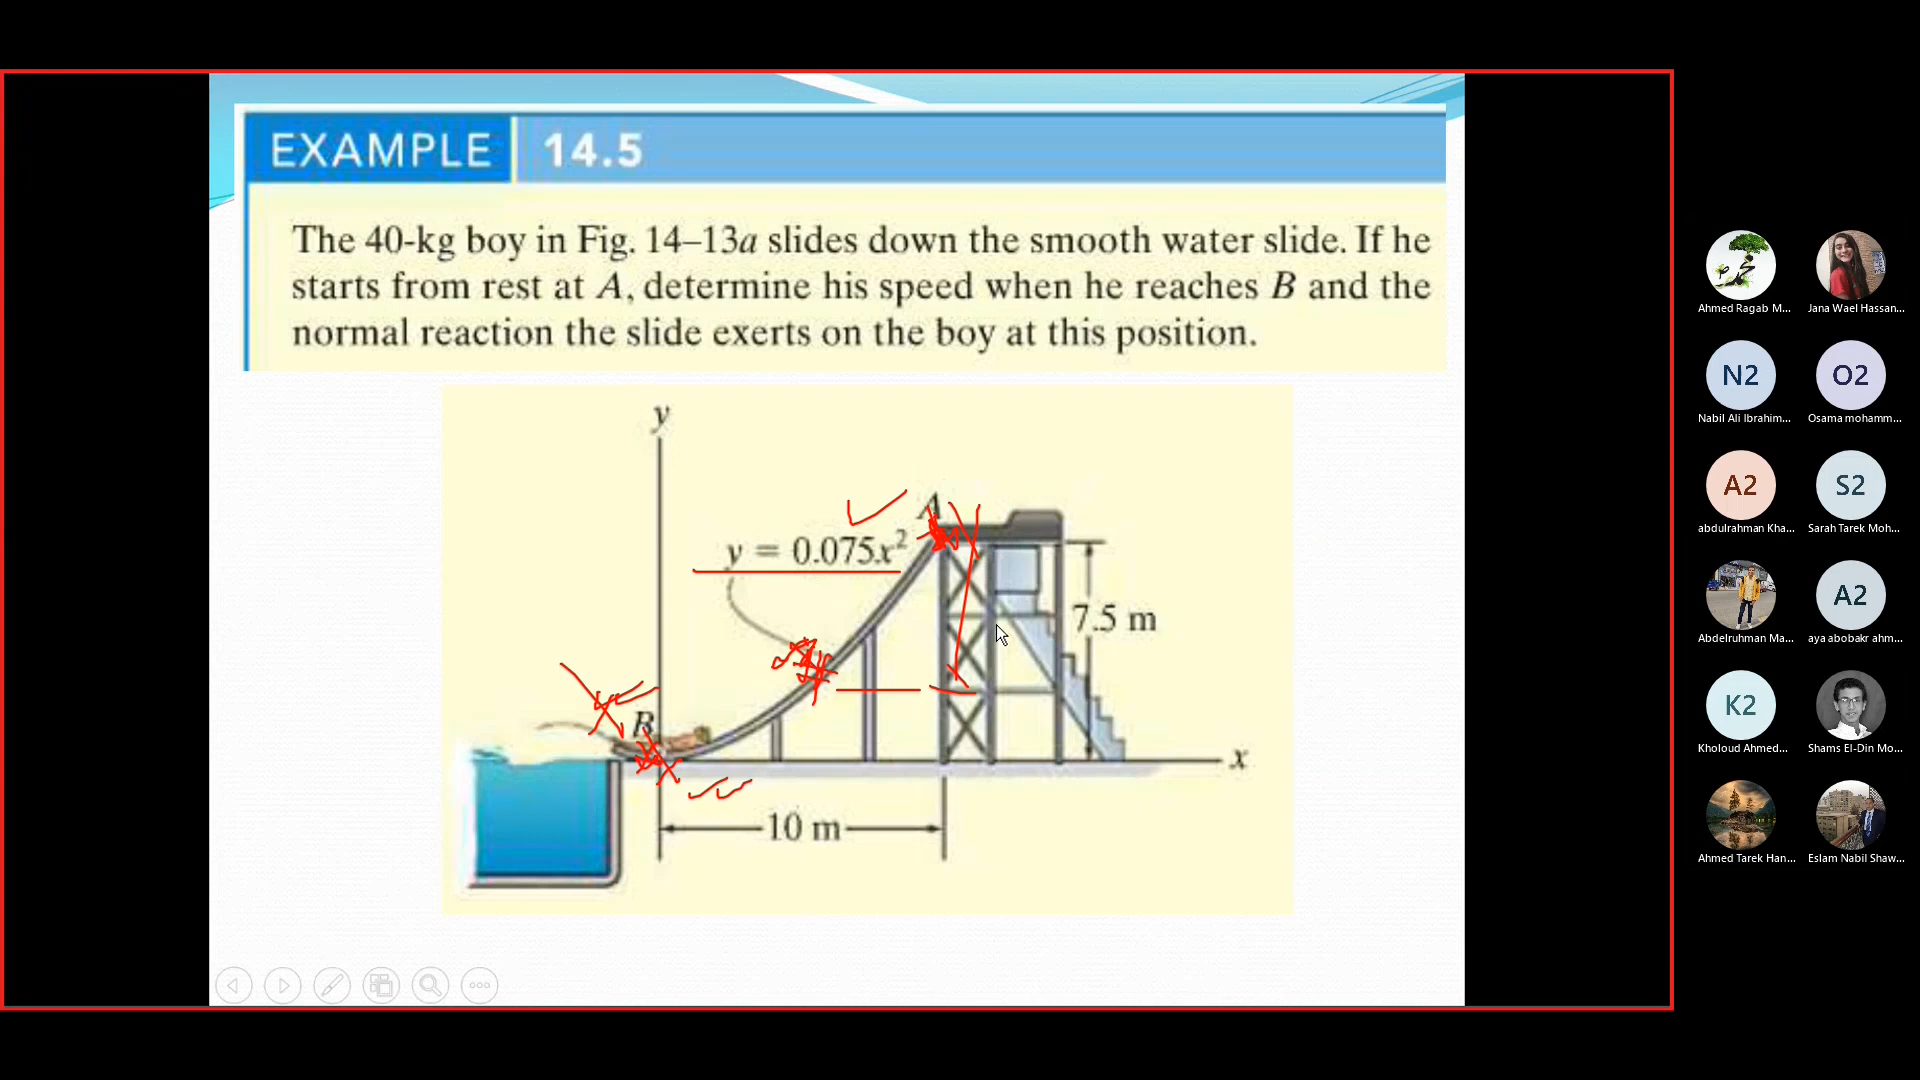 EXAMPLE 14.5
The 40-kg boy in Fig. 14–13a slides down the smooth water slide. If he
starts from rest at A, determine his speed when he reaches B and the
normal reaction the slide exerts on the boy at this position.
y
A
y = 0.075x²
7.5 m
B
x
10 m
Ahmed Ragab M...
Jana Wael Hassan...
N2
O2
Nabil Ali Ibrahim...
Osama mohamm...
A2
S2
abdulrahman Kha...
Sarah Tarek Moh...
A2
Abdelruhman Ma...
aya abobakr ahm...
K2
Kholoud Ahmed...
Shams El-Din Mo...
Ahmed Tarek Han...
Eslam Nabil Shaw...